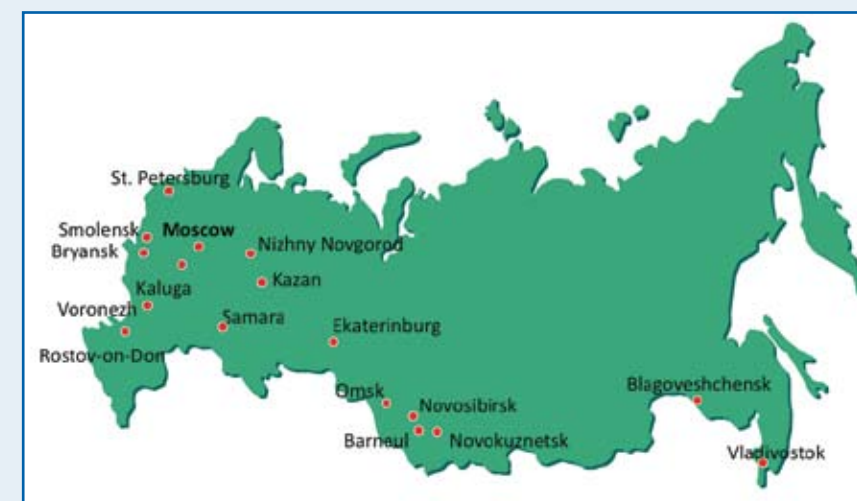 St. Petersburg
Smolensk
Moscow
Bryansk
Nizhny Novgorod
Kazan
Kaluga
Voronezh
Samara
Ekaterinburg
Rostov-on-Don
Omsk
Blagoveshchensk
Novosibirsk
Barneul
Novokuznetsk
Vladivostok